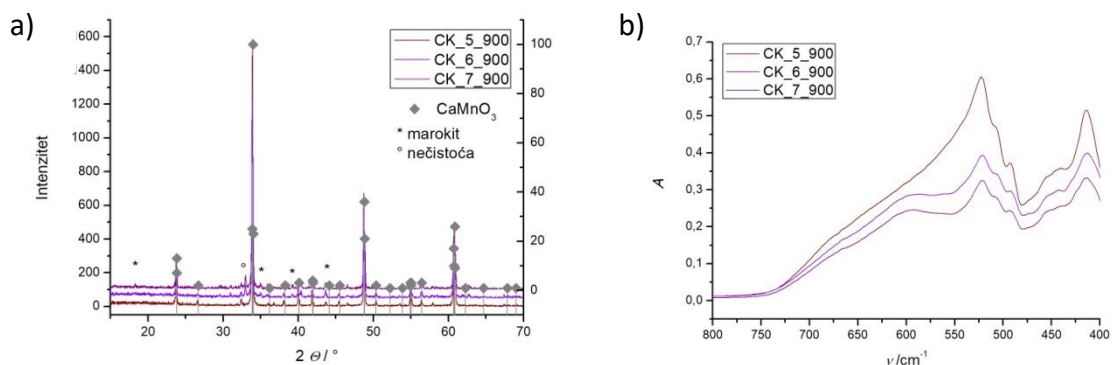 a)
b)
1600
1400
1200
1000
800
600
400
200
0
Intenzitet
20
30
40
50
60
70
2 Θ / °
100
80
60
40
20
0
CK_5_900
CK_6_900
CK_7_900
CaMnO3
* marokit
° nečistoća
*
°
*
*
*
0,7
0,6
0,5
0,4
0,3
0,2
0,1
0,0
A
CK_5_900
CK_6_900
CK_7_900
800
750
700
650
600
550
500
450
400
ν /cm-1